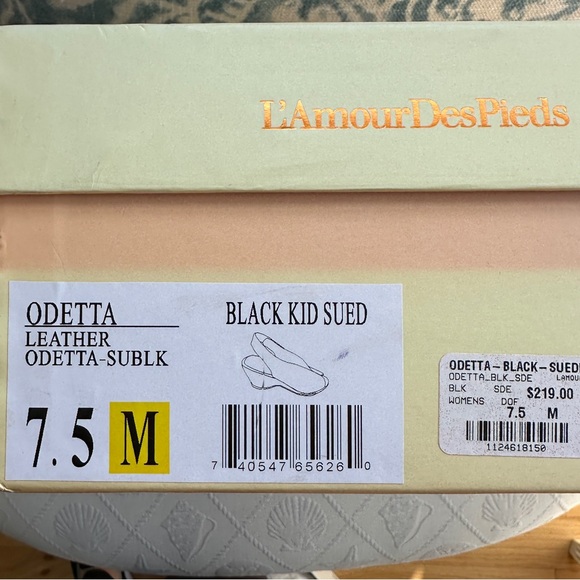 L'AmourDesPieds
ODETTA
LEATHER
ODETTA-SUBLK
BLACK KID SUED
7.5 M
7 40547 65626 0
ODETTA-BLACK-SUEDE
ODETTA_BLK_SDE
BLK SDE $219.00
WOMENS DOF
7.5 M
1124618150